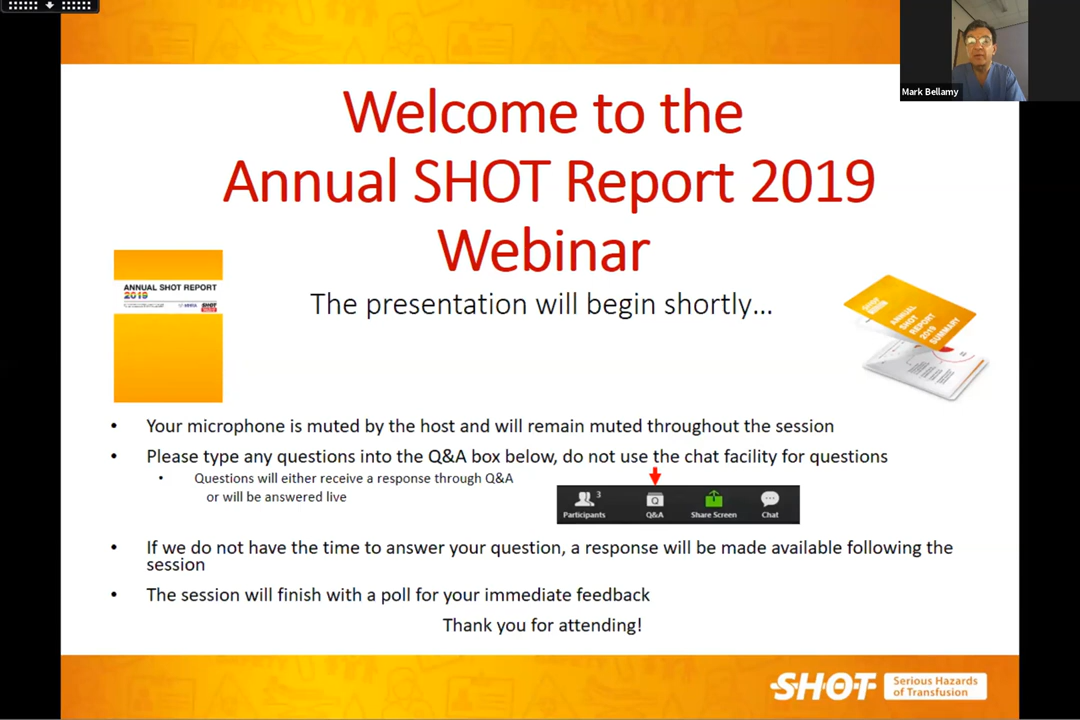 Mark Bellamy
Welcome to the
Annual SHOT Report 2019
Webinar
The presentation will begin shortly...
ANNUAL SHOT REPORT
2019
SHOT
ANNUAL
SHOT
REPORT
2019
SUMMARY
• Your microphone is muted by the host and will remain muted throughout the session
• Please type any questions into the Q&A box below, do not use the chat facility for questions
• Questions will either receive a response through Q&A
or will be answered live
3
Participants
Q&A
Share Screen
Chat
• If we do not have the time to answer your question, a response will be made available following the
session
• The session will finish with a poll for your immediate feedback
Thank you for attending!
SHOT
Serious Hazards
of Transfusion